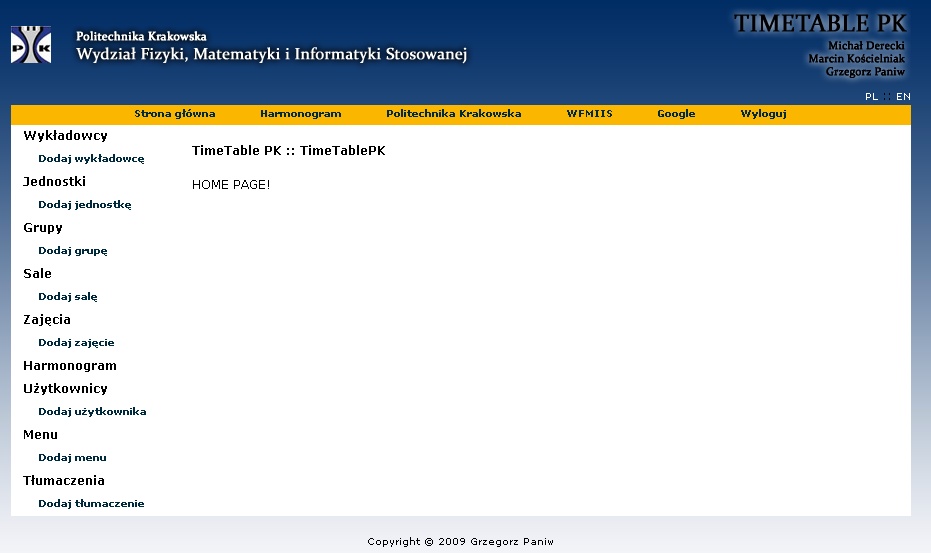 PK
Politechnika Krakowska
Wydział Fizyki, Matematyki i Informatyki Stosowanej
TIMETABLE PK
Michał Derecki
Marcin Kościelniak
Grzegorz Paniw
PL :: EN
Strona główna Harmonogram Politechnika Krakowska WFMIIS Google Wyloguj
Wykładowcy
Dodaj wykładowcę
Jednostki
Dodaj jednostkę
Grupy
Dodaj grupę
Sale
Dodaj salę
Zajęcia
Dodaj zajęcie
Harmonogram
Użytkownicy
Dodaj użytkownika
Menu
Dodaj menu
Tłumaczenia
Dodaj tłumaczenie
TimeTable PK :: TimeTablePK
HOME PAGE!
Copyright © 2009 Grzegorz Paniw